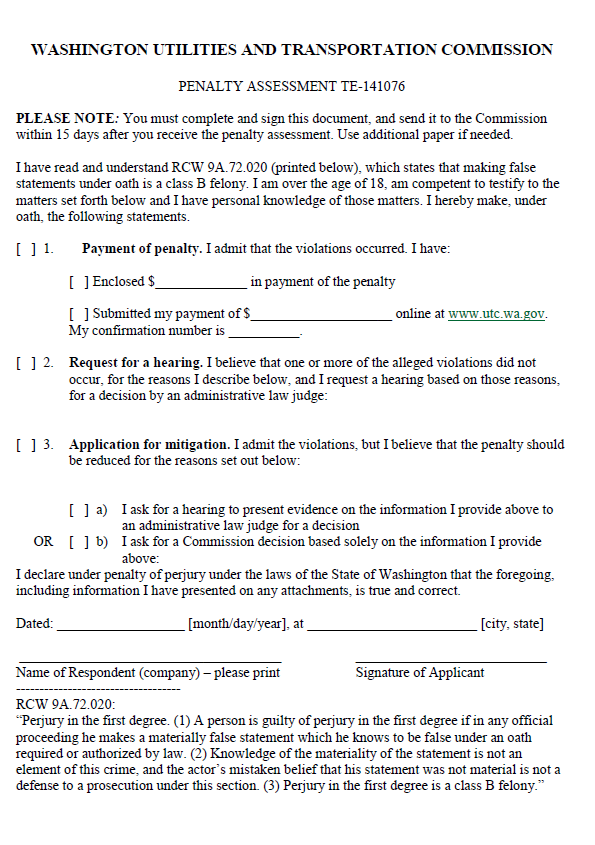 WASHINGTON UTILITIES AND TRANSPORTATION COMMISSION
PENALTY ASSESSMENT TE-141076
PLEASE NOTE: You must complete and sign this document, and send it to the Commission
within 15 days after you receive the penalty assessment. Use additional paper if needed.
I have read and understand RCW 9A.72.020 (printed below), which states that making false
statements under oath is a class B felony. I am over the age of 18, am competent to testify to the
matters set forth below and I have personal knowledge of those matters. I hereby make, under
oath, the following statements.
[ ] 1. Payment of penalty. I admit that the violations occurred. I have:
[ ] Enclosed $_____________ in payment of the penalty
[ ] Submitted my payment of $____________________ online at www.utc.wa.gov.
My confirmation number is __________.
[ ] 2. Request for a hearing. I believe that one or more of the alleged violations did not
occur, for the reasons I describe below, and I request a hearing based on those reasons,
for a decision by an administrative law judge:
[ ] 3. Application for mitigation. I admit the violations, but I believe that the penalty should
be reduced for the reasons set out below:
[ ] a) I ask for a hearing to present evidence on the information I provide above to
an administrative law judge for a decision
OR [ ] b) I ask for a Commission decision based solely on the information I provide
above:
I declare under penalty of perjury under the laws of the State of Washington that the foregoing,
including information I have presented on any attachments, is true and correct.
Dated: __________________ [month/day/year], at ________________________ [city, state]
_____________________________________ ___________________________
Name of Respondent (company) – please print Signature of Applicant
-----------------------------------
RCW 9A.72.020:
“Perjury in the first degree. (1) A person is guilty of perjury in the first degree if in any official
proceeding he makes a materially false statement which he knows to be false under an oath
required or authorized by law. (2) Knowledge of the materiality of the statement is not an
element of this crime, and the actor’s mistaken belief that his statement was not material is not a
defense to a prosecution under this section. (3) Perjury in the first degree is a class B felony.”